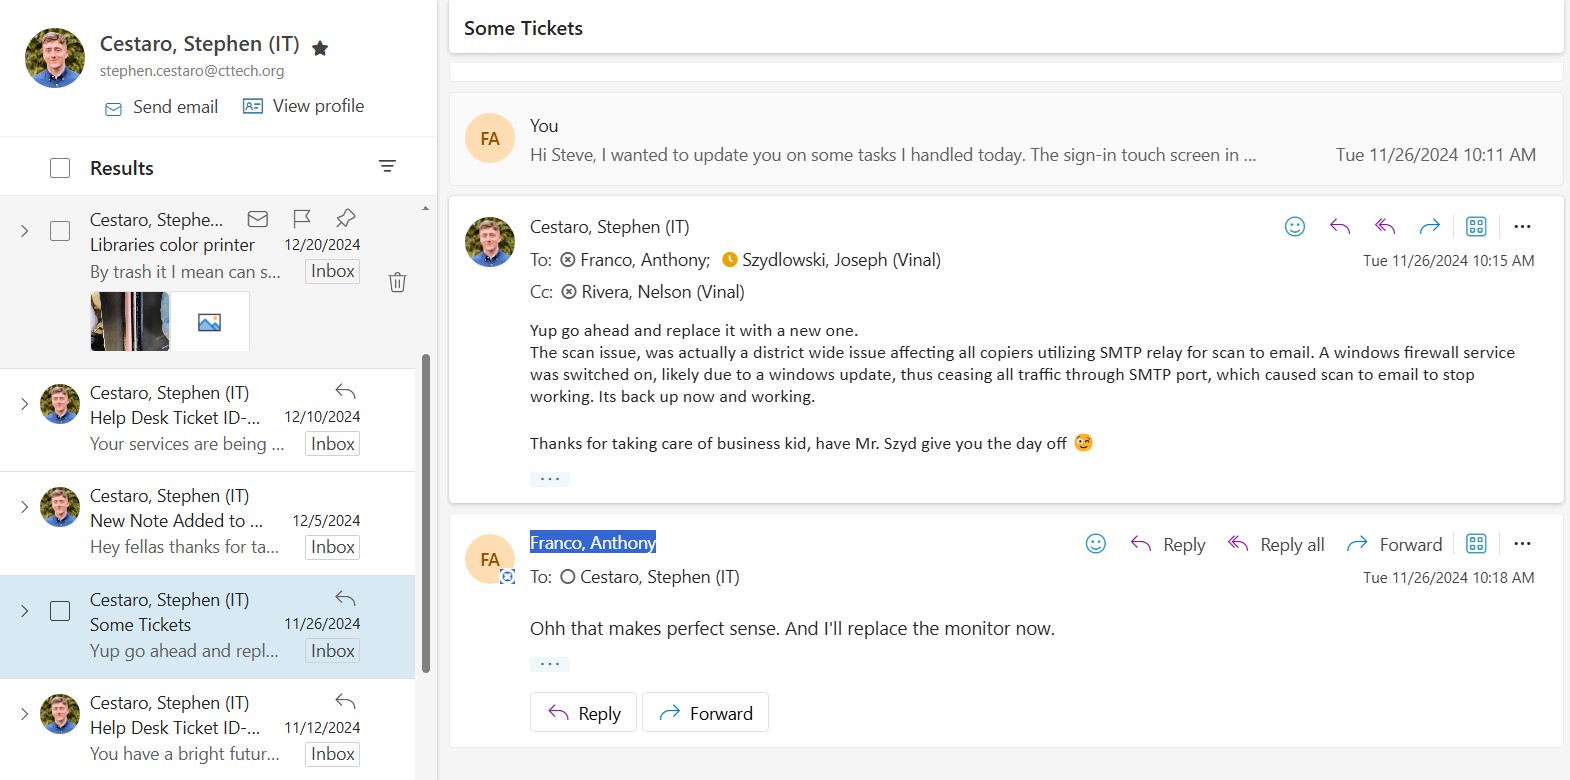 Cestaro, Stephen (IT)
stephen.cestaro@cttech.org
Send email
View profile
Results
Cestaro, Stephe...
Libraries color printer
12/20/2024
By trash it I mean can s...
Inbox
Cestaro, Stephen (IT)
Help Desk Ticket ID-...
12/10/2024
Your services are being ...
Inbox
Cestaro, Stephen (IT)
New Note Added to ...
12/5/2024
Hey fellas thanks for ta...
Inbox
Cestaro, Stephen (IT)
Some Tickets
11/26/2024
Yup go ahead and repl...
Inbox
Cestaro, Stephen (IT)
Help Desk Ticket ID-...
11/12/2024
You have a bright futur...
Inbox
Some Tickets
FA
You
Hi Steve, I wanted to update you on some tasks I handled today. The sign-in touch screen in ...
Tue 11/26/2024 10:11 AM
Cestaro, Stephen (IT)
To: Franco, Anthony; Szydlowski, Joseph (Vinal)
Tue 11/26/2024 10:15 AM
Cc: Rivera, Nelson (Vinal)
Yup go ahead and replace it with a new one.
The scan issue, was actually a district wide issue affecting all copiers utilizing SMTP relay for scan to email. A windows firewall service
was switched on, likely due to a windows update, thus ceasing all traffic through SMTP port, which caused scan to email to stop
working. Its back up now and working.
Thanks for taking care of business kid, have Mr. Szyd give you the day off 😉
...
FA
Franco, Anthony
Reply
Reply all
Forward
To: Cestaro, Stephen (IT)
Tue 11/26/2024 10:18 AM
Ohh that makes perfect sense. And I'll replace the monitor now.
...
Reply
Forward